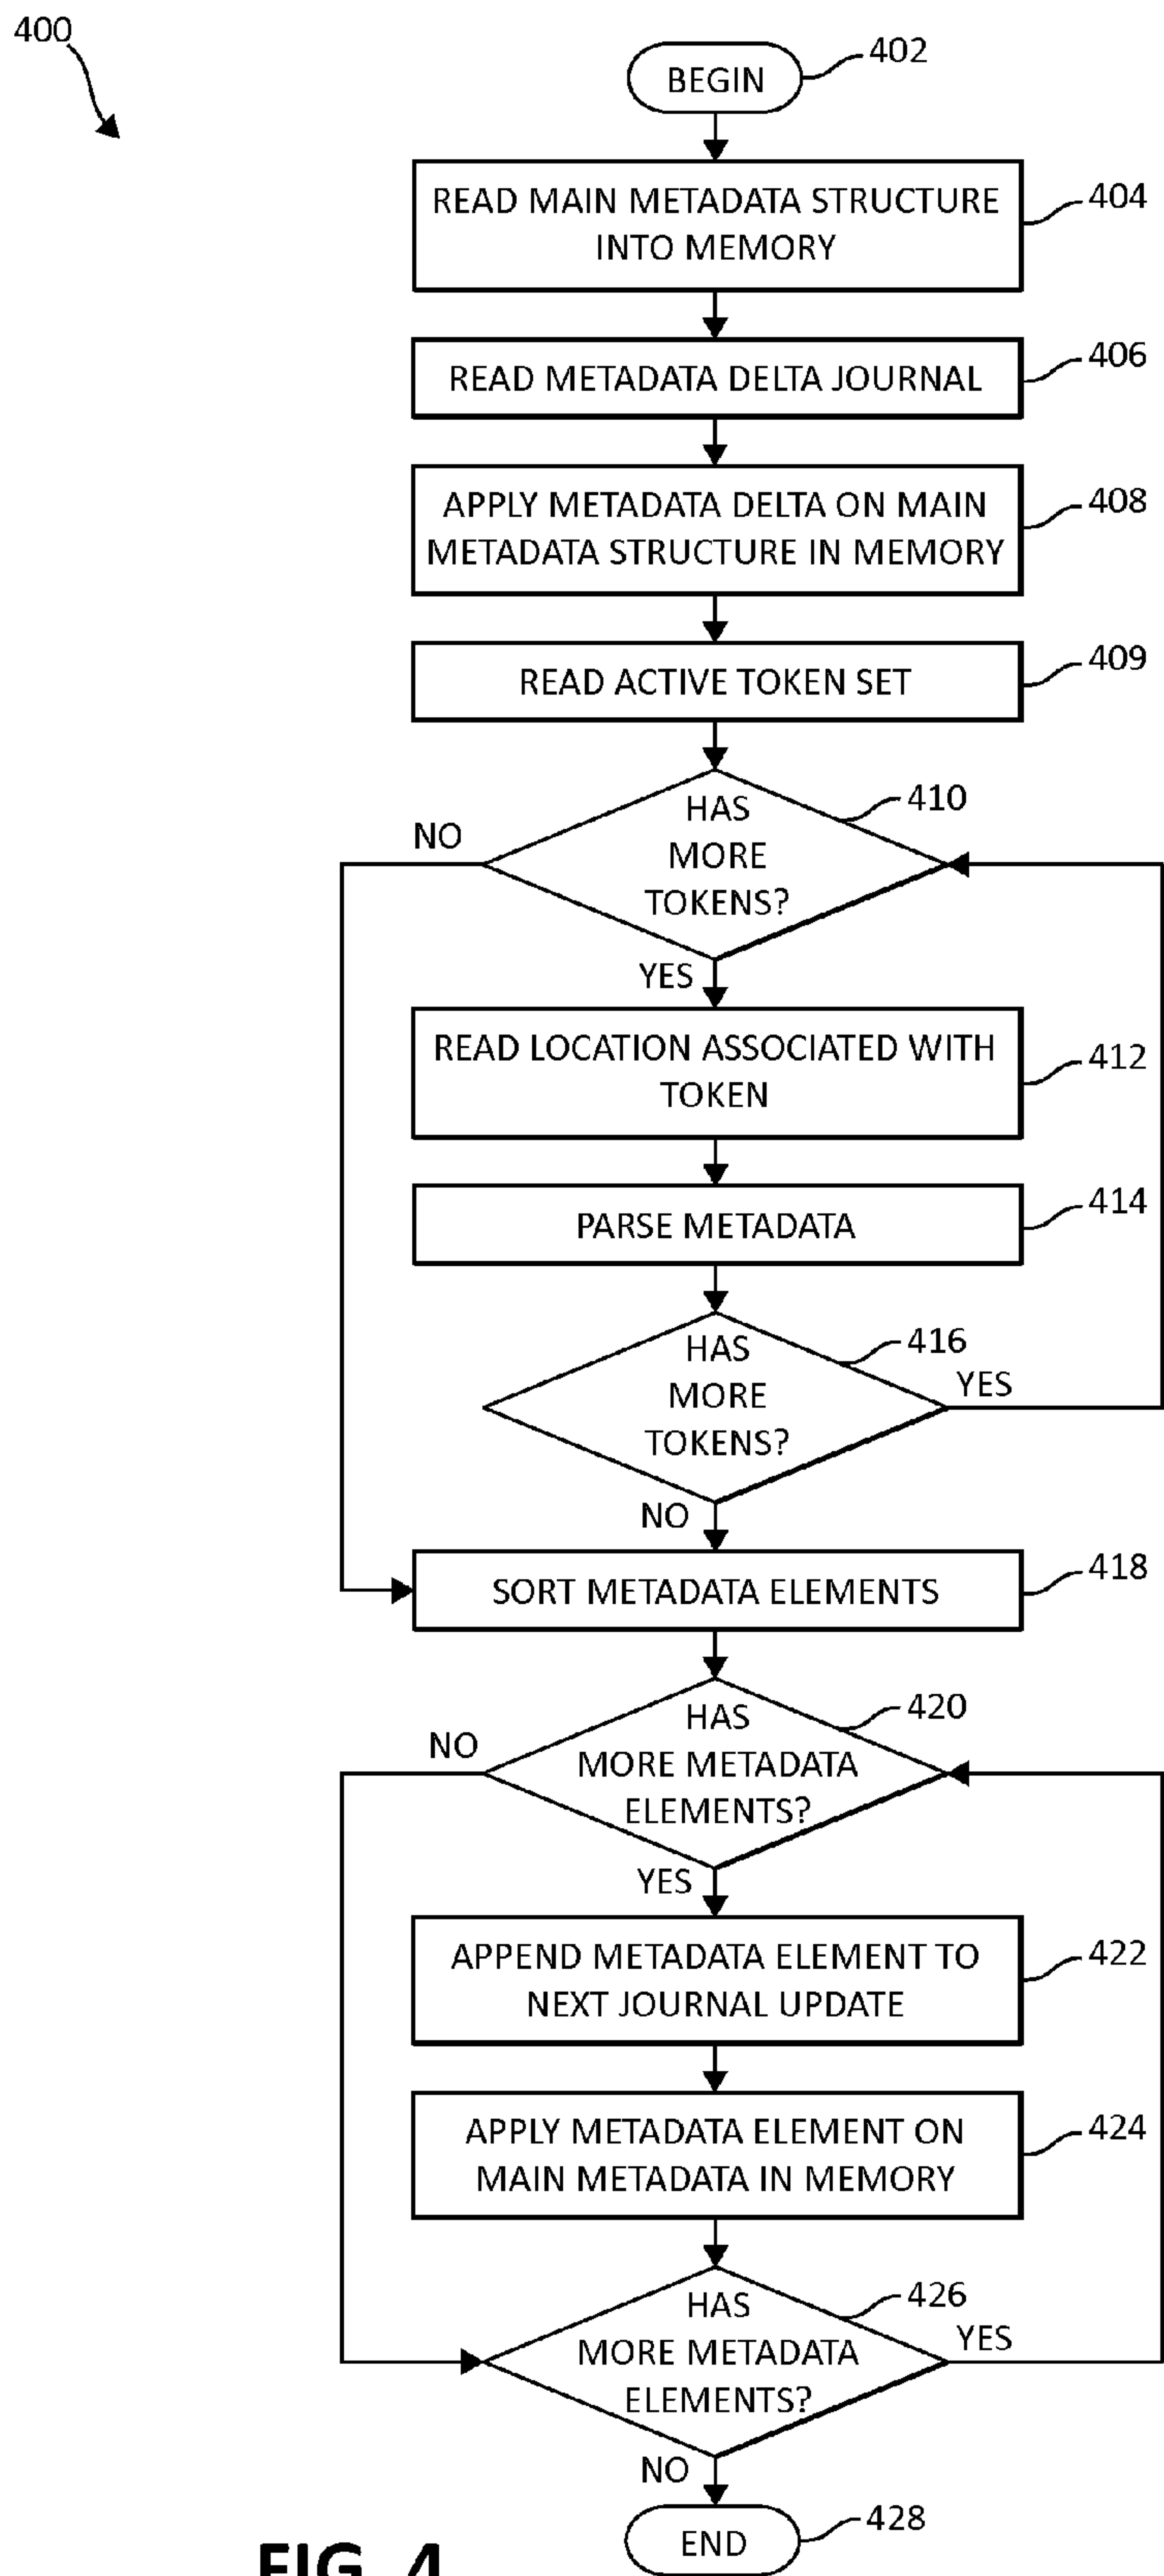 400
BEGIN
402
READ MAIN METADATA STRUCTURE
INTO MEMORY
404
READ METADATA DELTA JOURNAL
406
APPLY METADATA DELTA ON MAIN
METADATA STRUCTURE IN MEMORY
408
READ ACTIVE TOKEN SET
409
HAS
MORE
TOKENS?
410
NO
YES
READ LOCATION ASSOCIATED WITH
TOKEN
412
PARSE METADATA
414
HAS
MORE
TOKENS?
416
YES
NO
SORT METADATA ELEMENTS
418
HAS
MORE METADATA
ELEMENTS?
420
NO
YES
APPEND METADATA ELEMENT TO
NEXT JOURNAL UPDATE
422
APPLY METADATA ELEMENT ON
MAIN METADATA IN MEMORY
424
HAS
MORE METADATA
ELEMENTS?
426
YES
NO
END
428
FIG. 4